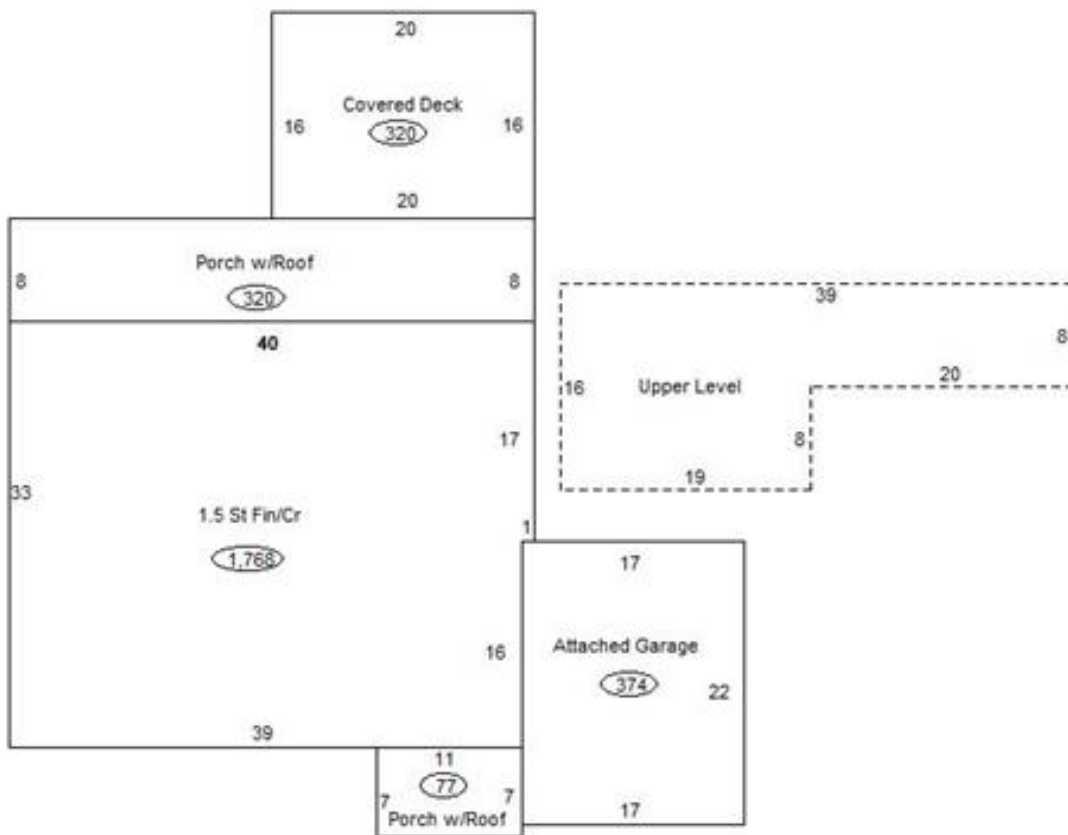 20
Covered Deck
16 320 16
20
Porch w/Roof
8 320 8
40
39
8
16 Upper Level 20
17 8
19
33
1.5 St Fin/Cr
1
1,768
17
16
Attached Garage
374
22
39
11
77
7 7
Porch w/Roof
17